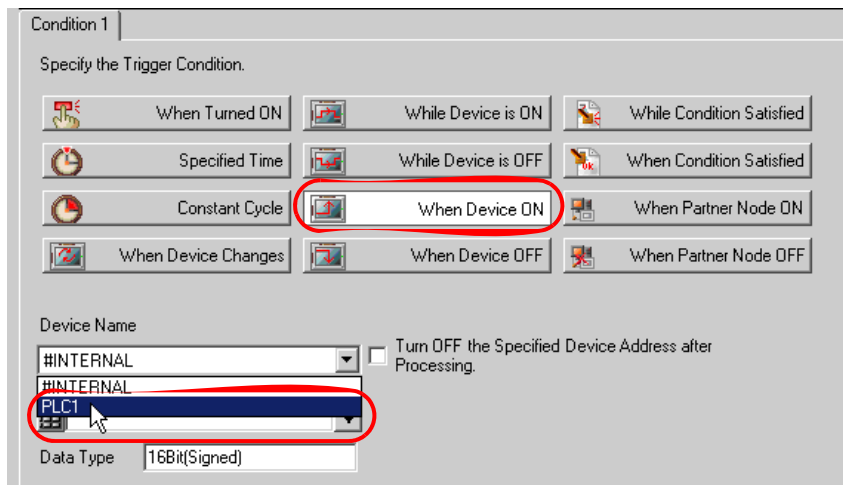 Condition 1
Specify the Trigger Condition.
When Turned ON
While Device is ON
While Condition Satisfied
Specified Time
While Device is OFF
OK
When Condition Satisfied
Constant Cycle
When Device ON
When Partner Node ON
When Device Changes
When Device OFF
When Partner Node OFF
Device Name
#INTERNAL
Turn OFF the Specified Device Address after
Processing.
#INTERNAL
PLC1
Data Type
16Bit(Signed)